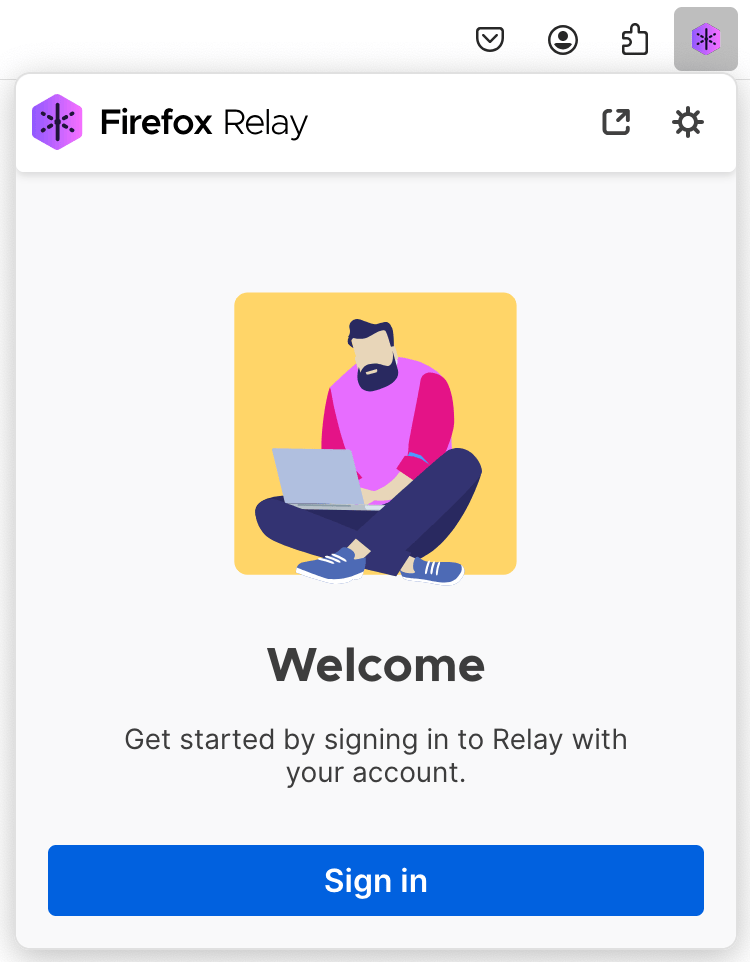 Firefox Relay
Welcome
Get started by signing in to Relay with
your account.
Sign in